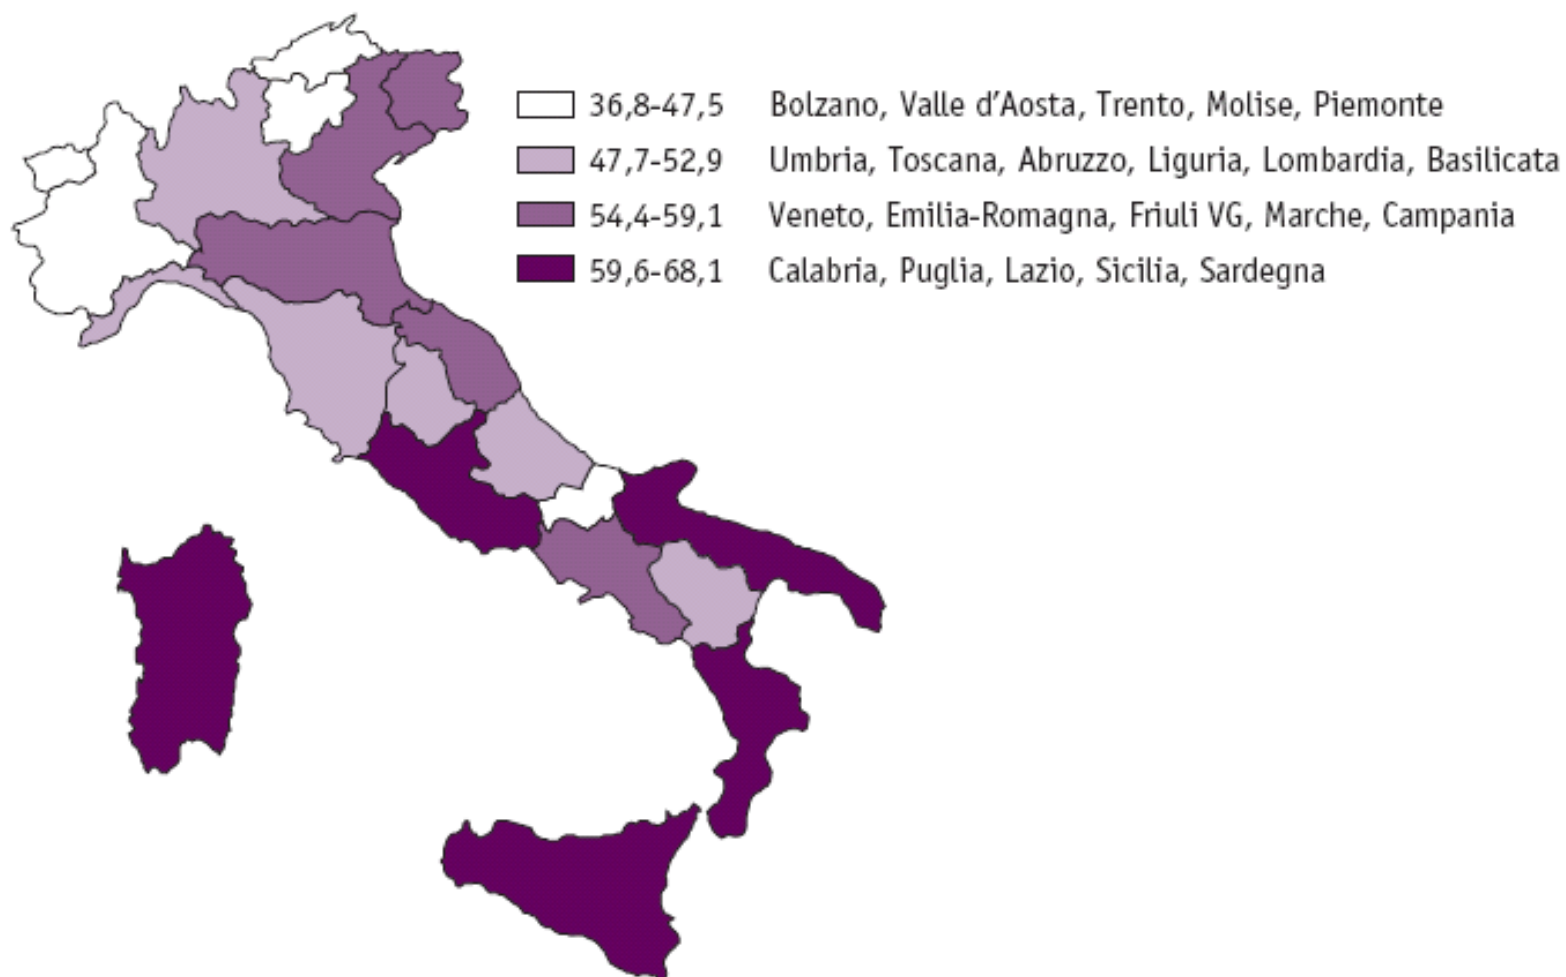 36,8-47,5 Bolzano, Valle d'Aosta, Trento, Molise, Piemonte
47,7-52,9 Umbria, Toscana, Abruzzo, Liguria, Lombardia, Basilicata
54,4-59,1 Veneto, Emilia-Romagna, Friuli VG, Marche, Campania
59,6-68,1 Calabria, Puglia, Lazio, Sicilia, Sardegna